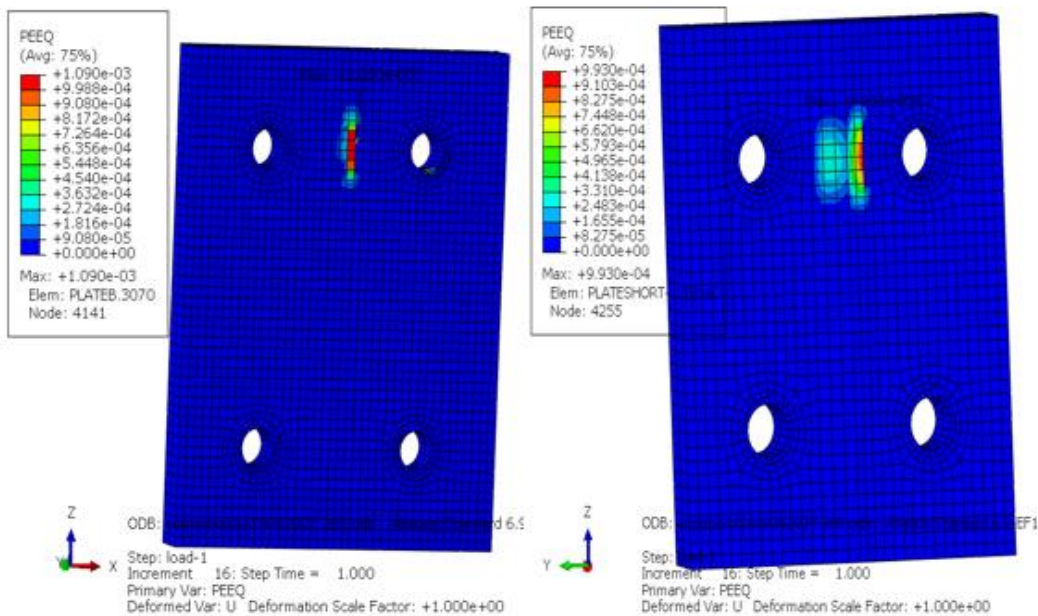 PEEQ
(Avg: 75%)
+1.090e-03
+9.988e-04
+9.080e-04
+8.172e-04
+7.264e-04
+6.356e-04
+5.448e-04
+4.540e-04
+3.632e-04
+2.724e-04
+1.816e-04
+9.080e-05
+0.000e+00
Max: +1.090e-03
Elem: PLATEB.3070
Node: 4141
Z
X
ODB:
6.9
Step: load-1
Increment 16: Step Time = 1.000
Primary Var: PEEQ
Deformed Var: U Deformation Scale Factor: +1.000e+00
PEEQ
(Avg: 75%)
+9.930e-04
+9.103e-04
+8.275e-04
+7.448e-04
+6.620e-04
+5.793e-04
+4.965e-04
+4.138e-04
+3.310e-04
+2.483e-04
+1.655e-04
+8.275e-05
+0.000e+00
Max: +9.930e-04
Elem: PLATESHORT-
Node: 4255
Z
Y
ODB:
Step:
Increment 16: Step Time = 1.000
Primary Var: PEEQ
Deformed Var: U Deformation Scale Factor: +1.000e+00